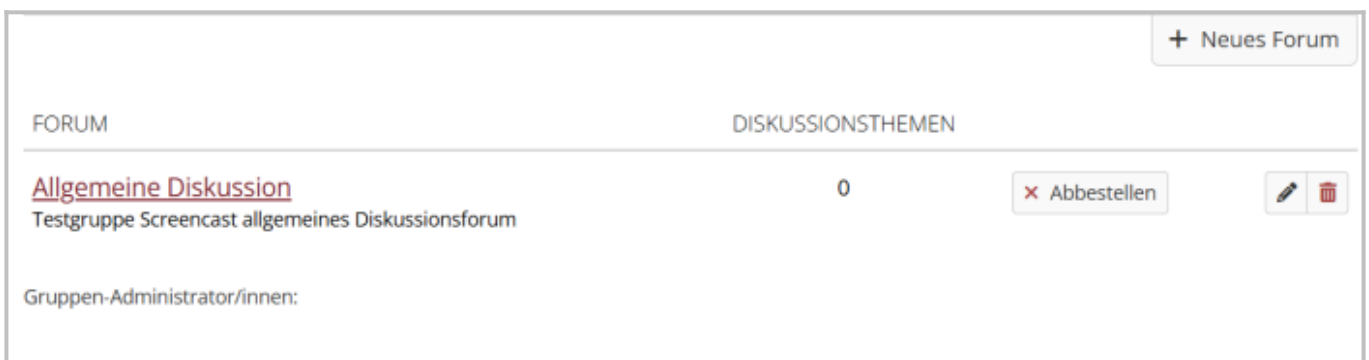 + Neues Forum
FORUM DISKUSSIONSTHEMEN
Allgemeine Diskussion 0 × Abbestellen
Testgruppe Screencast allgemeines Diskussionsforum
Gruppen-Administrator/innen: